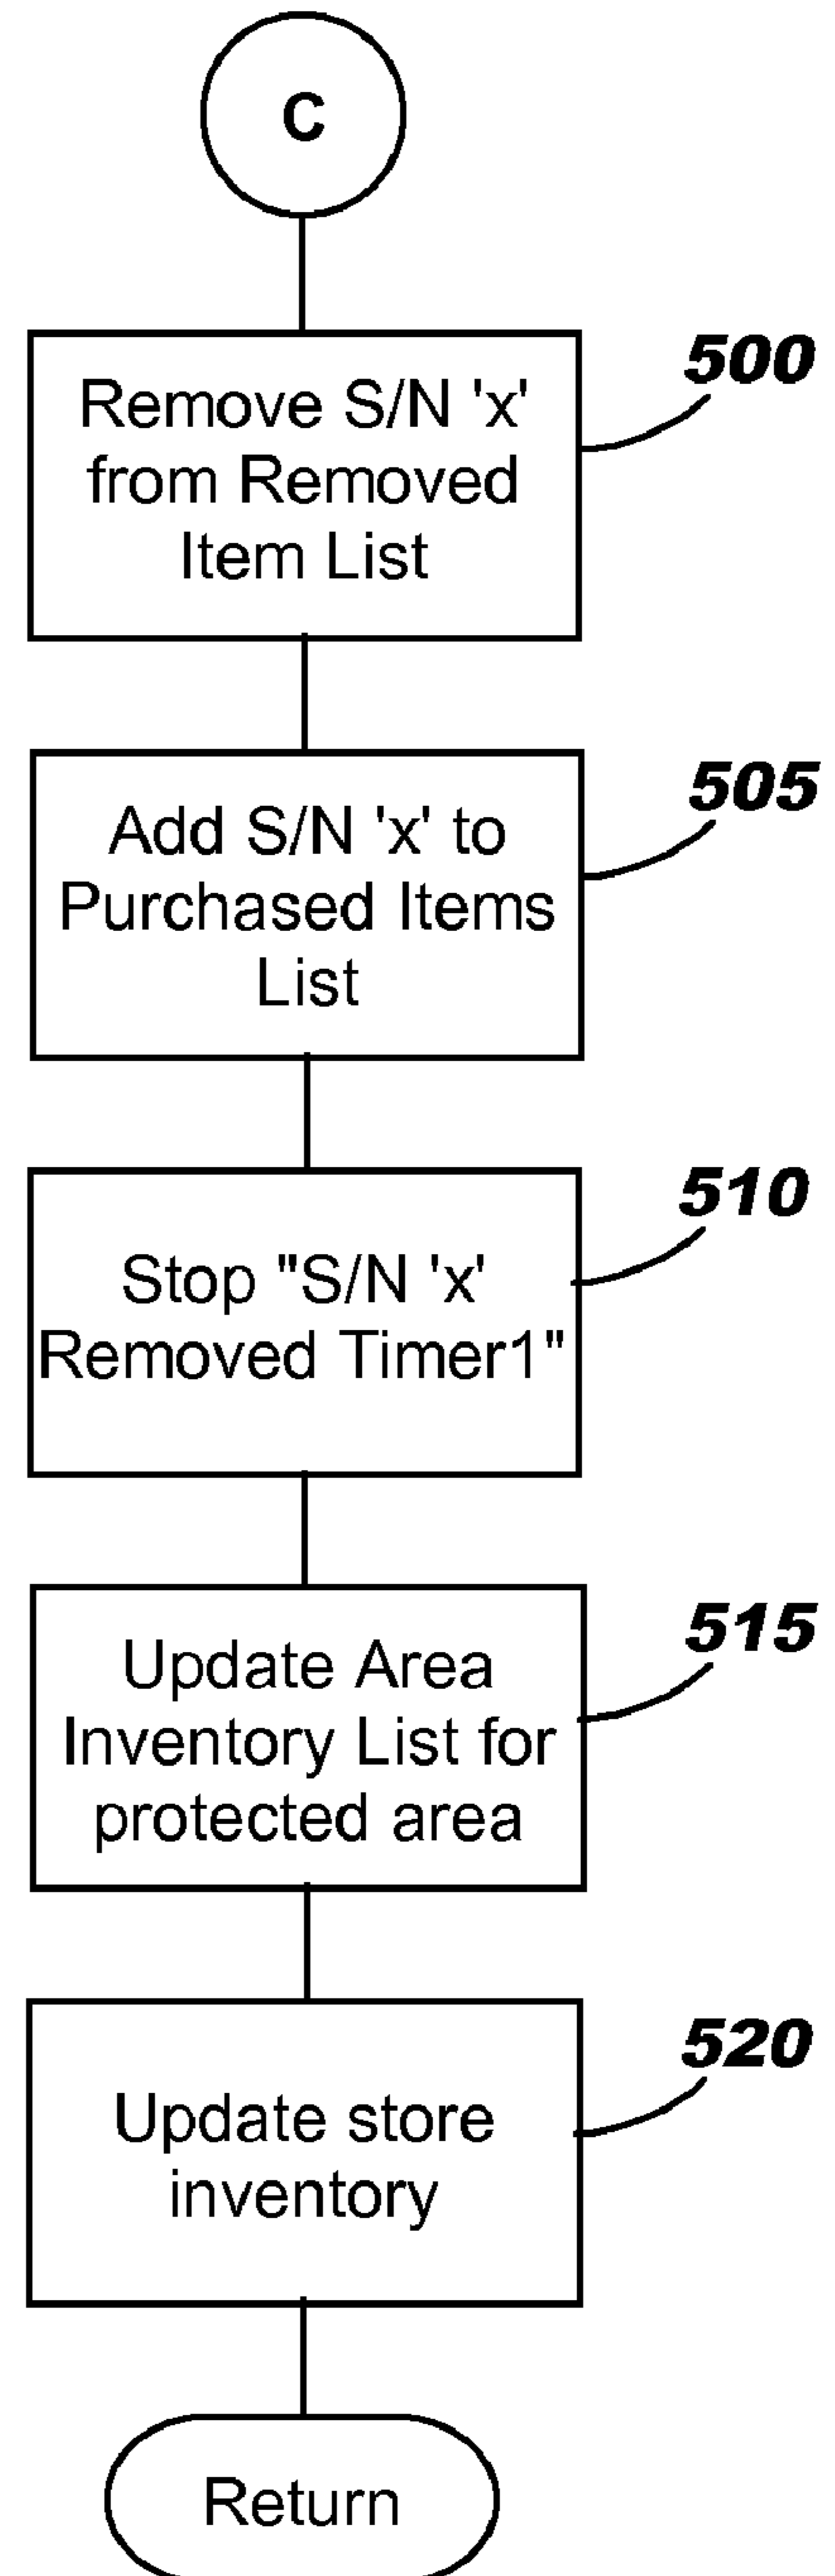 C
500
Remove S/N 'x'
from Removed
Item List
505
Add S/N 'x' to
Purchased Items
List
510
Stop "S/N 'x'
Removed Timer1"
515
Update Area
Inventory List for
protected area
520
Update store
inventory
Return